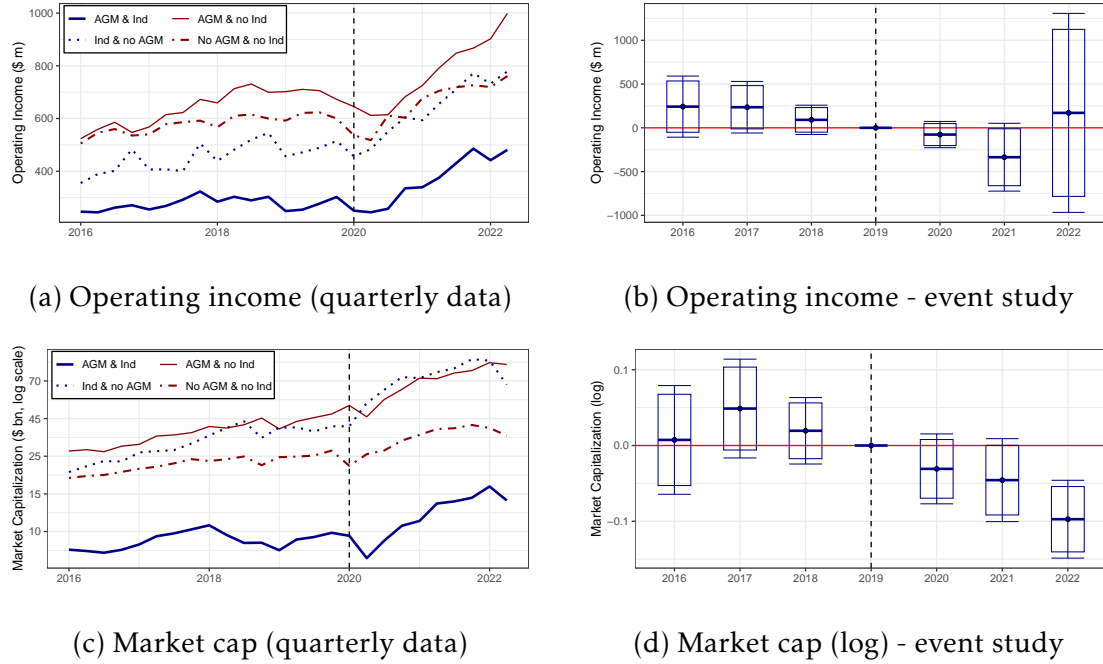 Operating Income ($ m)
1000
800
600
400
AGM & Ind
AGM & no Ind
Ind & no AGM
No AGM & no Ind
2016
2018
2020
2022
(a) Operating income (quarterly data)
Operating Income ($ m)
1000
500
0
−500
−1000
2016
2017
2018
2019
2020
2021
2022
(b) Operating income - event study
Market Capitalization ($ bn, log scale)
70
45
25
15
10
AGM & Ind
AGM & no Ind
Ind & no AGM
No AGM & no Ind
2016
2018
2020
2022
(c) Market cap (quarterly data)
Market Capitalization (log)
0.1
0.0
−0.1
2016
2017
2018
2019
2020
2021
2022
(d) Market cap (log) - event study